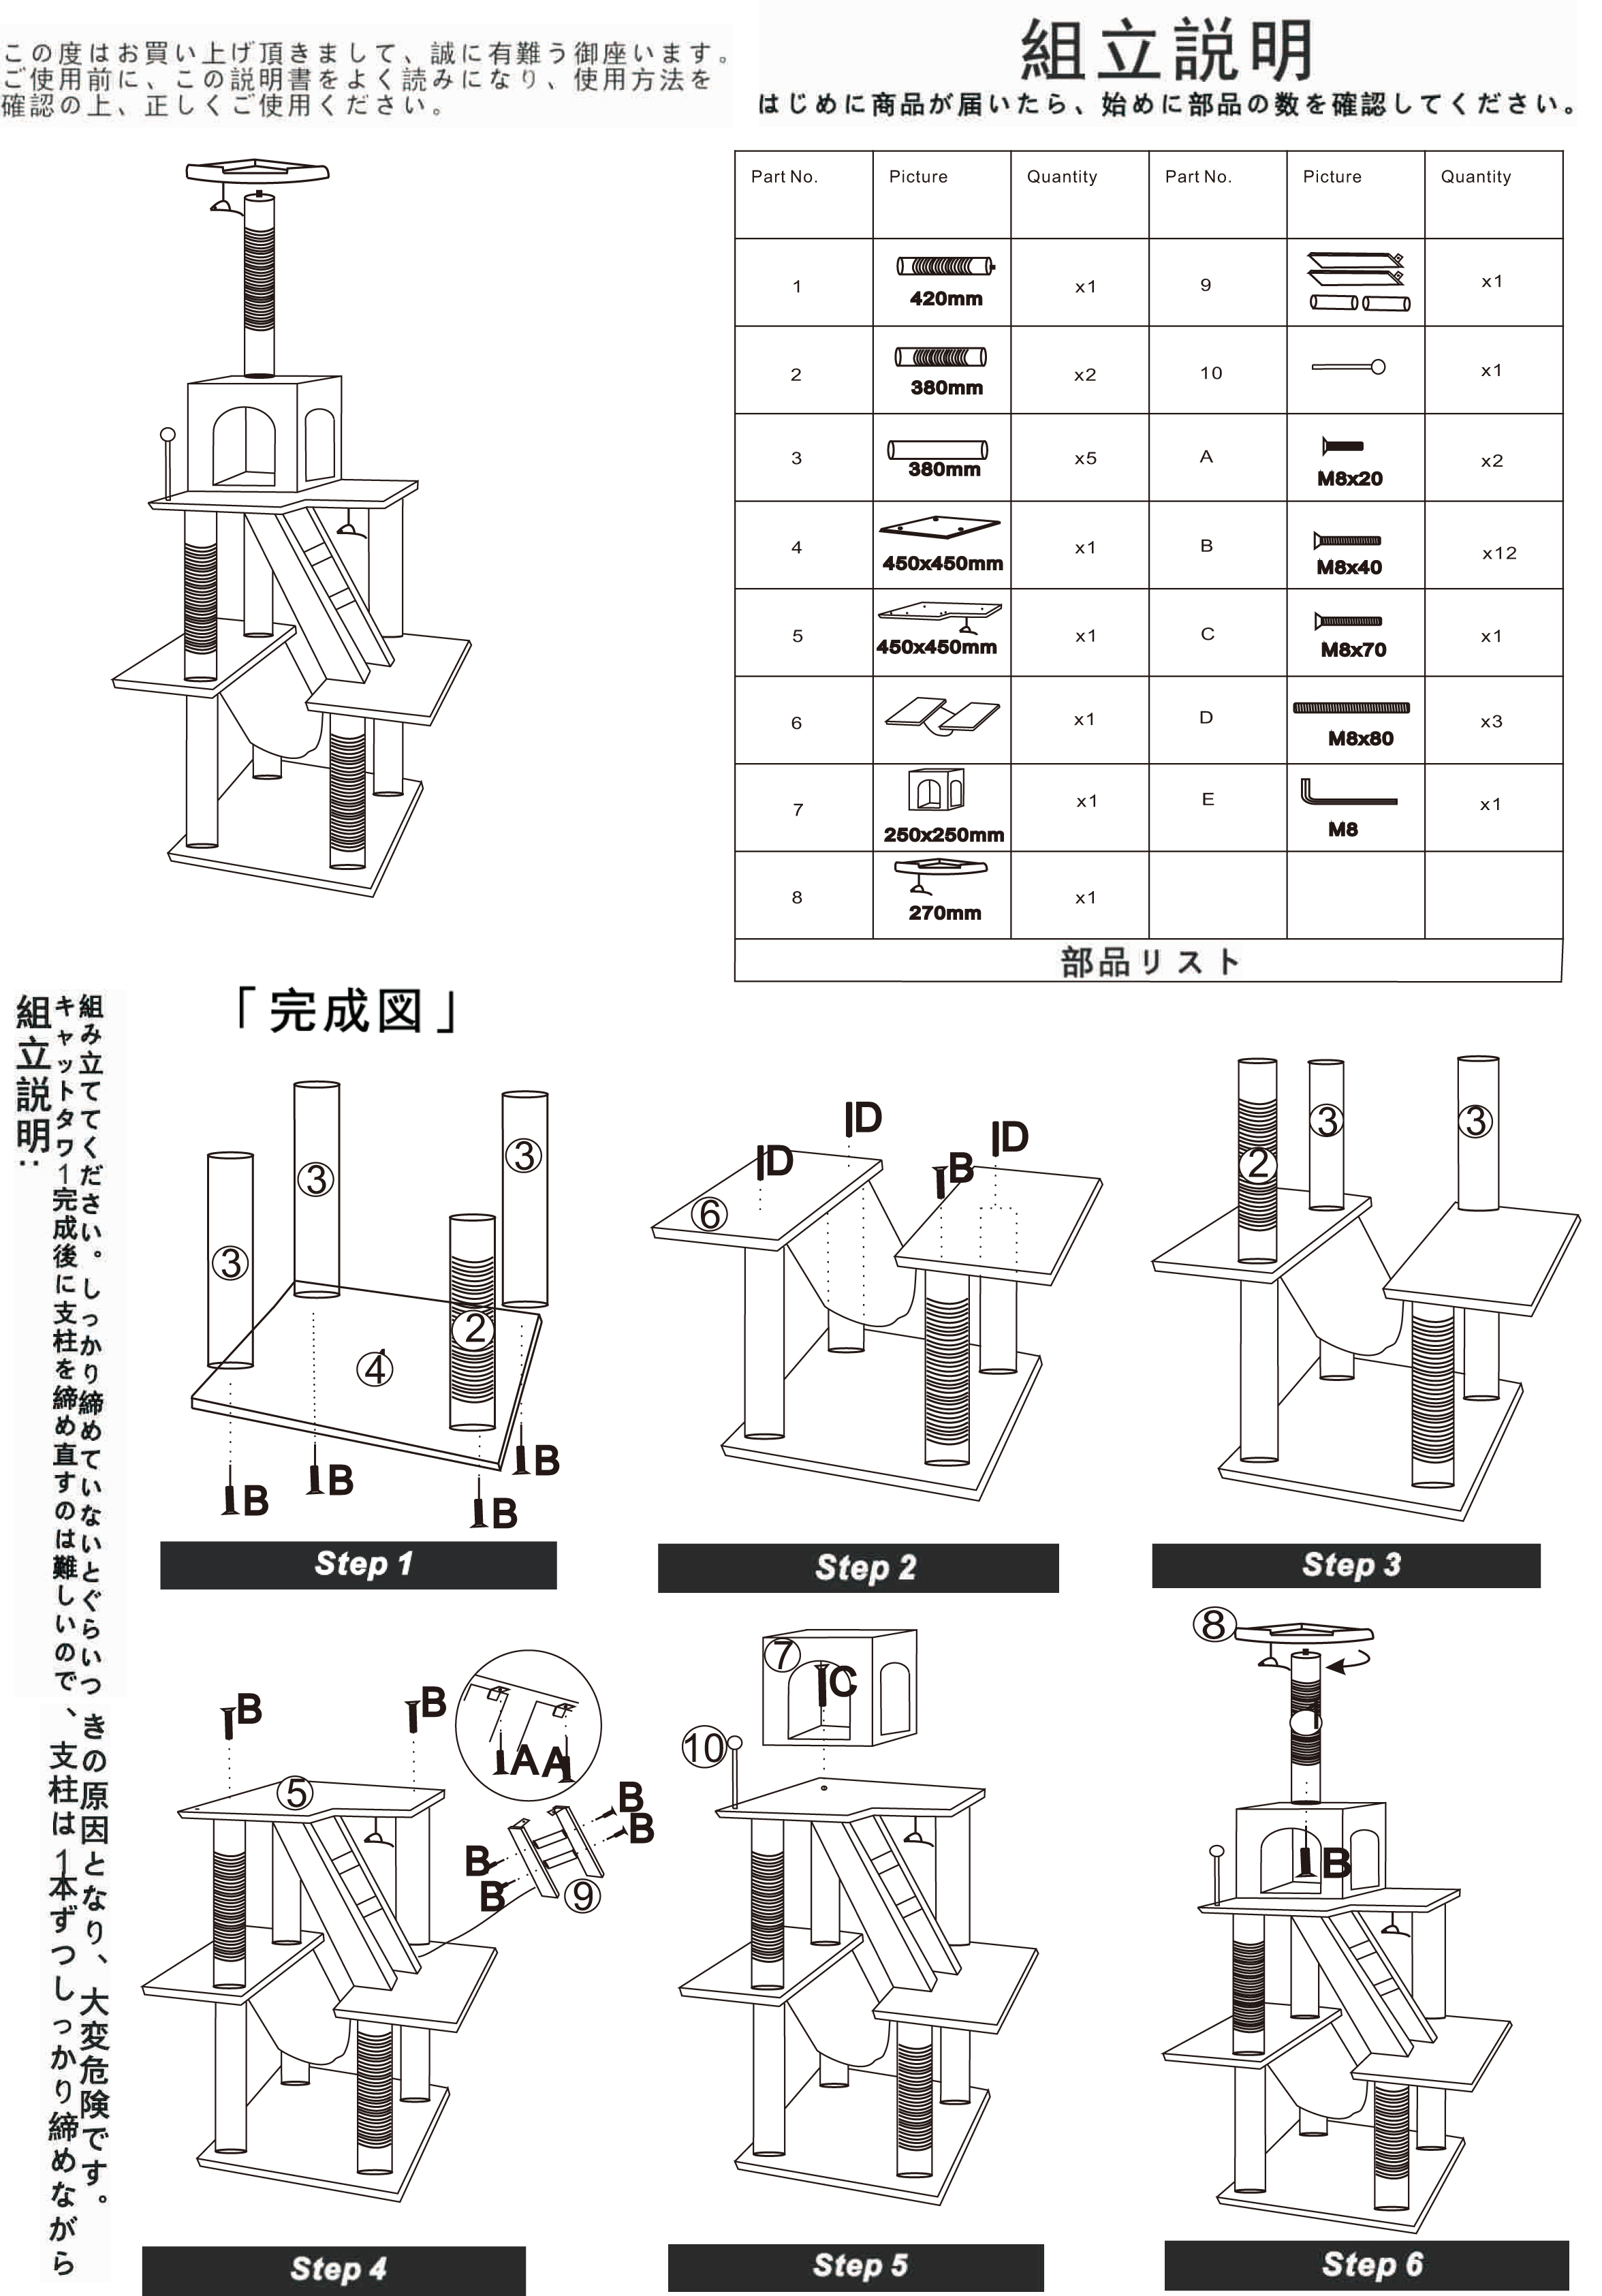 この度はお買い上げ頂きまして、誠に有難う御座います。
ご使用前に、この説明書をよく読みになり、使用方法を
確認の上、正しくご使用ください。
組立説明
はじめに商品が届いたら、始めに部品の数を確認してください。
Part No. Picture Quantity Part No. Picture Quantity
1 420mm x1 9 x1
2 380mm x2 10 x1
3 380mm x5 A M8x20 x2
4 450x450mm x1 B M8x40 x12
5 450x450mm x1 C M8x70 x1
6 x1 D M8x80 x3
7 250x250mm x1 E M8 x1
8 270mm x1
部品リスト
「完成図」
組立説明:
キャットタワ1完成後に支柱を締め直すのは難しいので、支柱は1本ずつしっかり締めながら
組み立ててください。しっかり締めていないとぐらいつきの原因となり、大変危険です。
③
③
③
②
④
B
B
B
B
Step 1
D
D
D
B
⑥
Step 2
②
③
③
Step 3
B
B
⑤
A A
B
B
B
B
⑨
Step 4
⑦
C
⑩
Step 5
⑧
1
B
Step 6